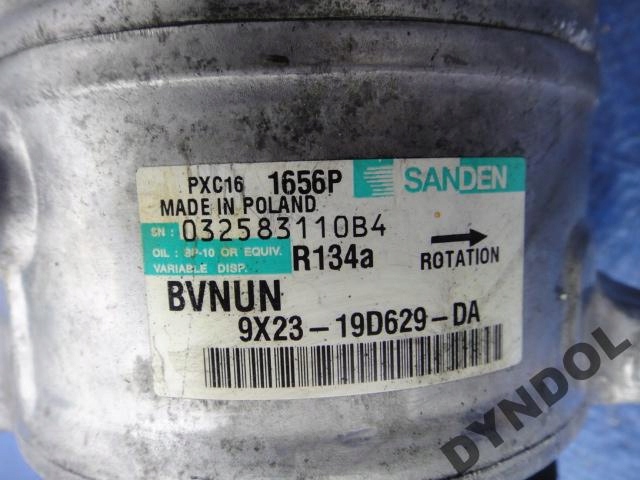 PXC16 1656P SANDEN
MADE IN POLAND
SN : 032583110B4
OIL : SP-10 OR EQUIV. R134a ROTATION
VARIABLE DISP.
BVNUN
9X23-19D629-DA
DYNDOL